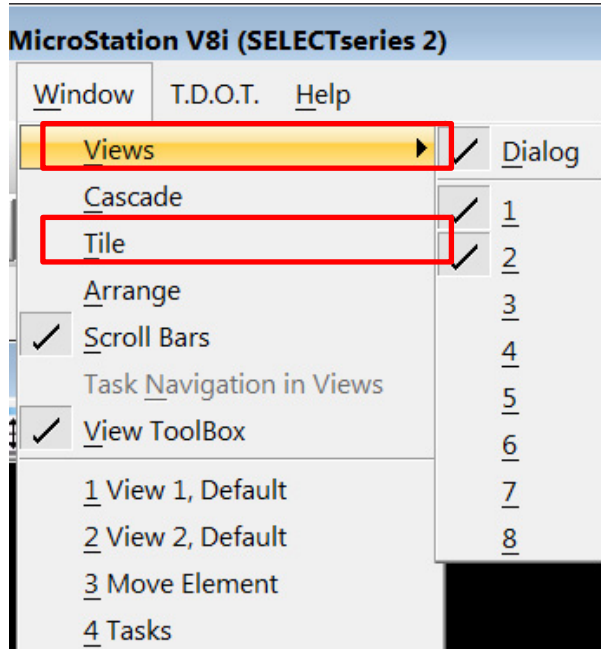 MicroStation V8i (SELECTseries 2)
Window T.D.O.T. Help
Views
Cascade
Tile
Arrange
Scroll Bars
Task Navigation in Views
View ToolBox
1 View 1, Default
2 View 2, Default
3 Move Element
4 Tasks
Dialog
1
2
3
4
5
6
7
8